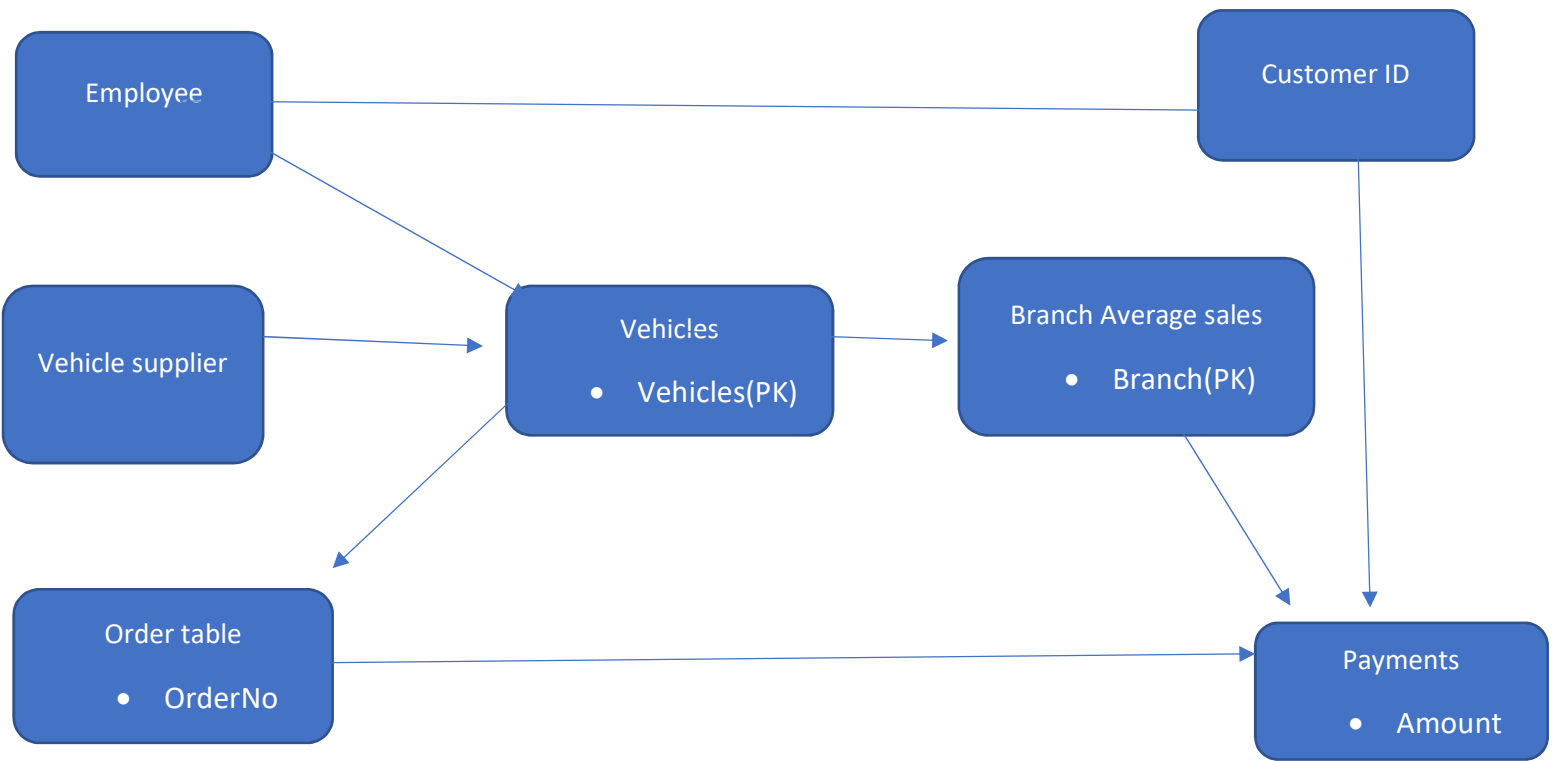 Employee
Customer ID
Vehicle supplier
Vehicles
• Vehicles(PK)
Branch Average sales
• Branch(PK)
Order table
• OrderNo
Payments
• Amount